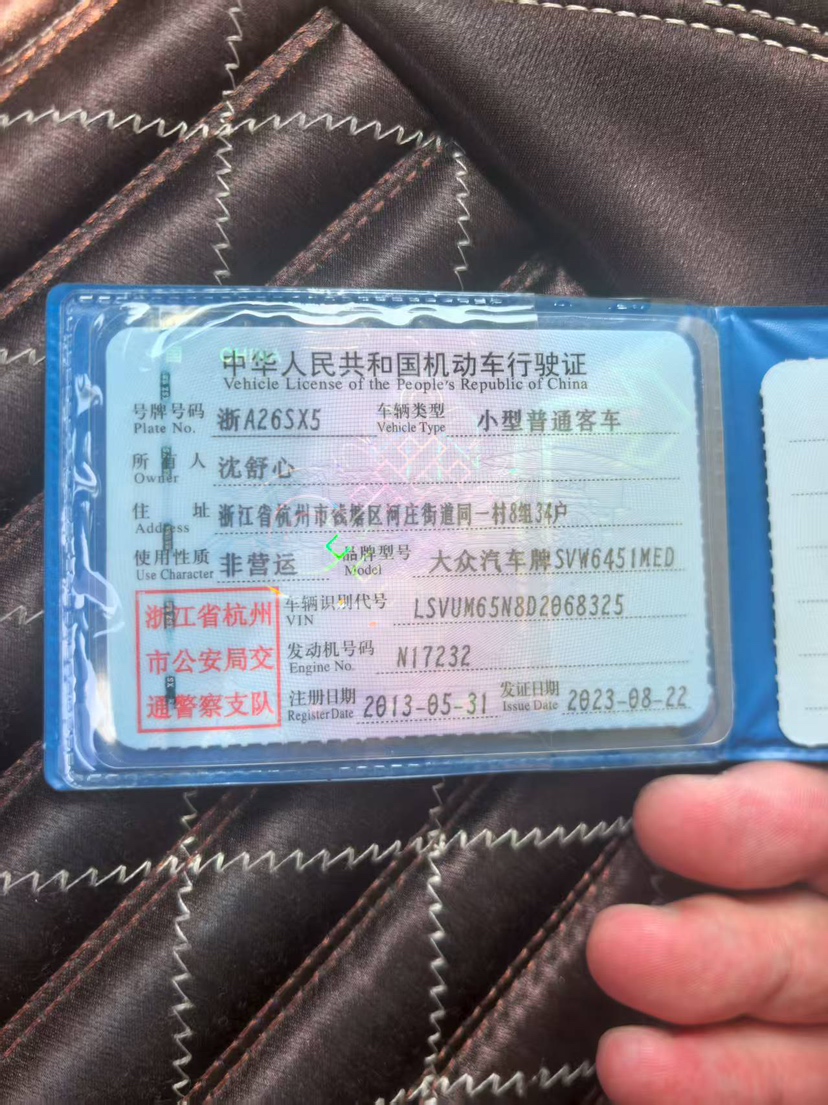 中华人民共和国机动车行驶证
Vehicle License of the People's Republic of China
号牌号码 浙A26SX5 车辆类型 小型普通客车
Plate No. Vehicle Type
所有人 沈舒心
Owner
住址 浙江省杭州市钱塘区河庄街道同一村8组34户
Address
使用性质 非营运 品牌型号 大众汽车牌SVW6451MED
Use Character Model
浙江省杭州
市公安局交
通警察支队
车辆识别代号 LSVUM65N8D2068325
VIN
发动机号码 N17232
Engine No.
注册日期 2013-05-31 发证日期 2023-08-22
Register Date Issue Date